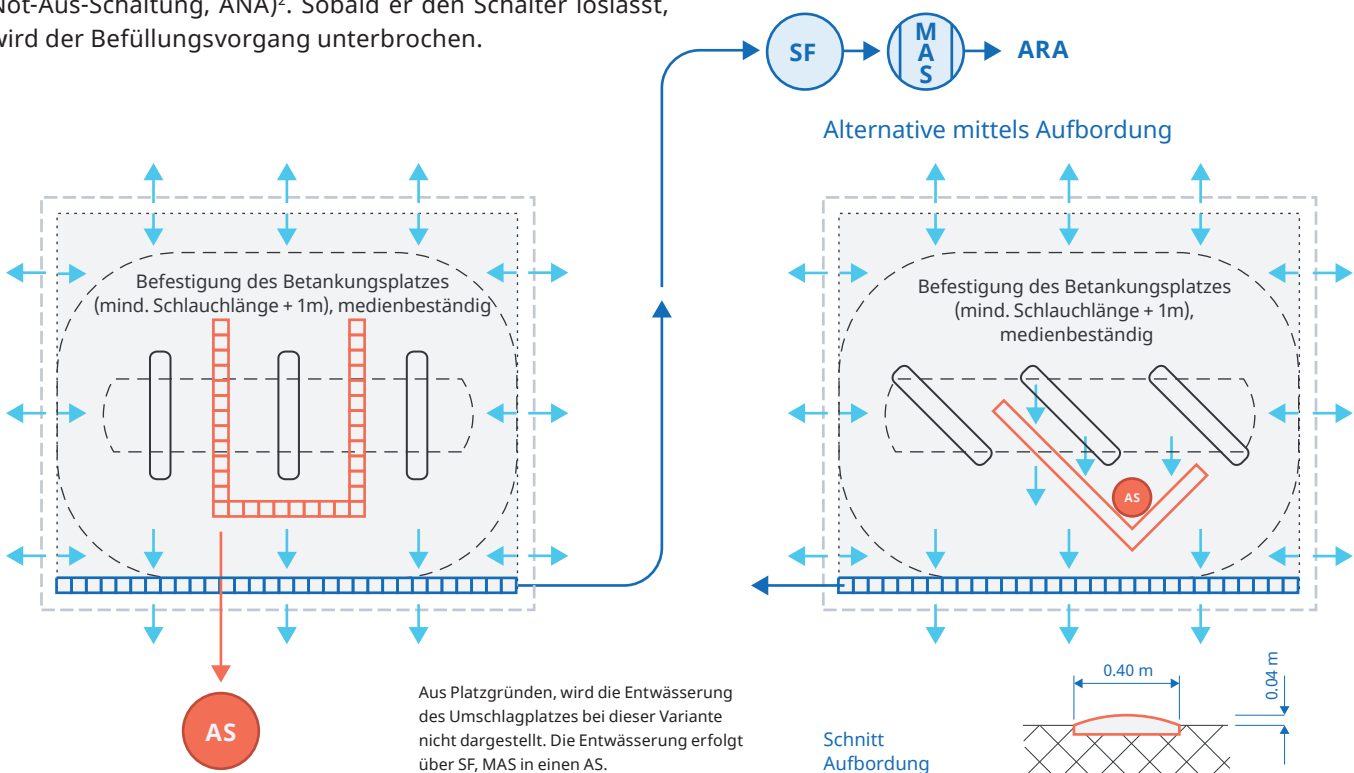 Not-Aus-Schaltung, ANA)². Sobald er den Schalter loslässt,
wird der Befüllungsvorgang unterbrochen.
SF
MAS
ARA
Alternative mittels Aufbordung
Befestigung des Betankungsplatzes
(mind. Schlauchlänge + 1m), medienbeständig
Befestigung des Betankungsplatzes
(mind. Schlauchlänge + 1m),
medienbeständig
AS
AS
Aus Platzgründen, wird die Entwässerung
des Umschlagplatzes bei dieser Variante
nicht dargestellt. Die Entwässerung erfolgt
über SF, MAS in einen AS.
Schnitt
Aufbordung
0.40 m
0.04 m